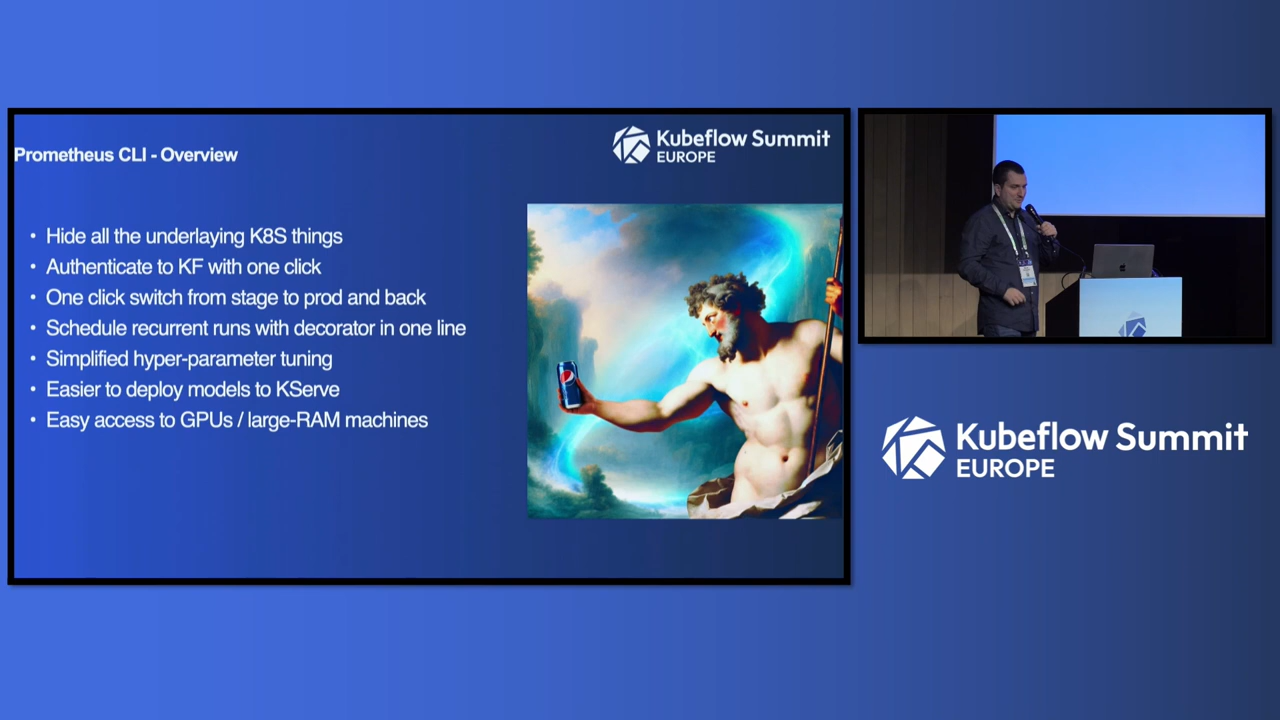 Prometheus CLI - Overview
Kubeflow Summit
EUROPE
• Hide all the underlaying K8S things
• Authenticate to KF with one click
• One click switch from stage to prod and back
• Schedule recurrent runs with decorator in one line
• Simplified hyper-parameter tuning
• Easier to deploy models to KServe
• Easy access to GPUs / large-RAM machines
Kubeflow Summit
EUROPE